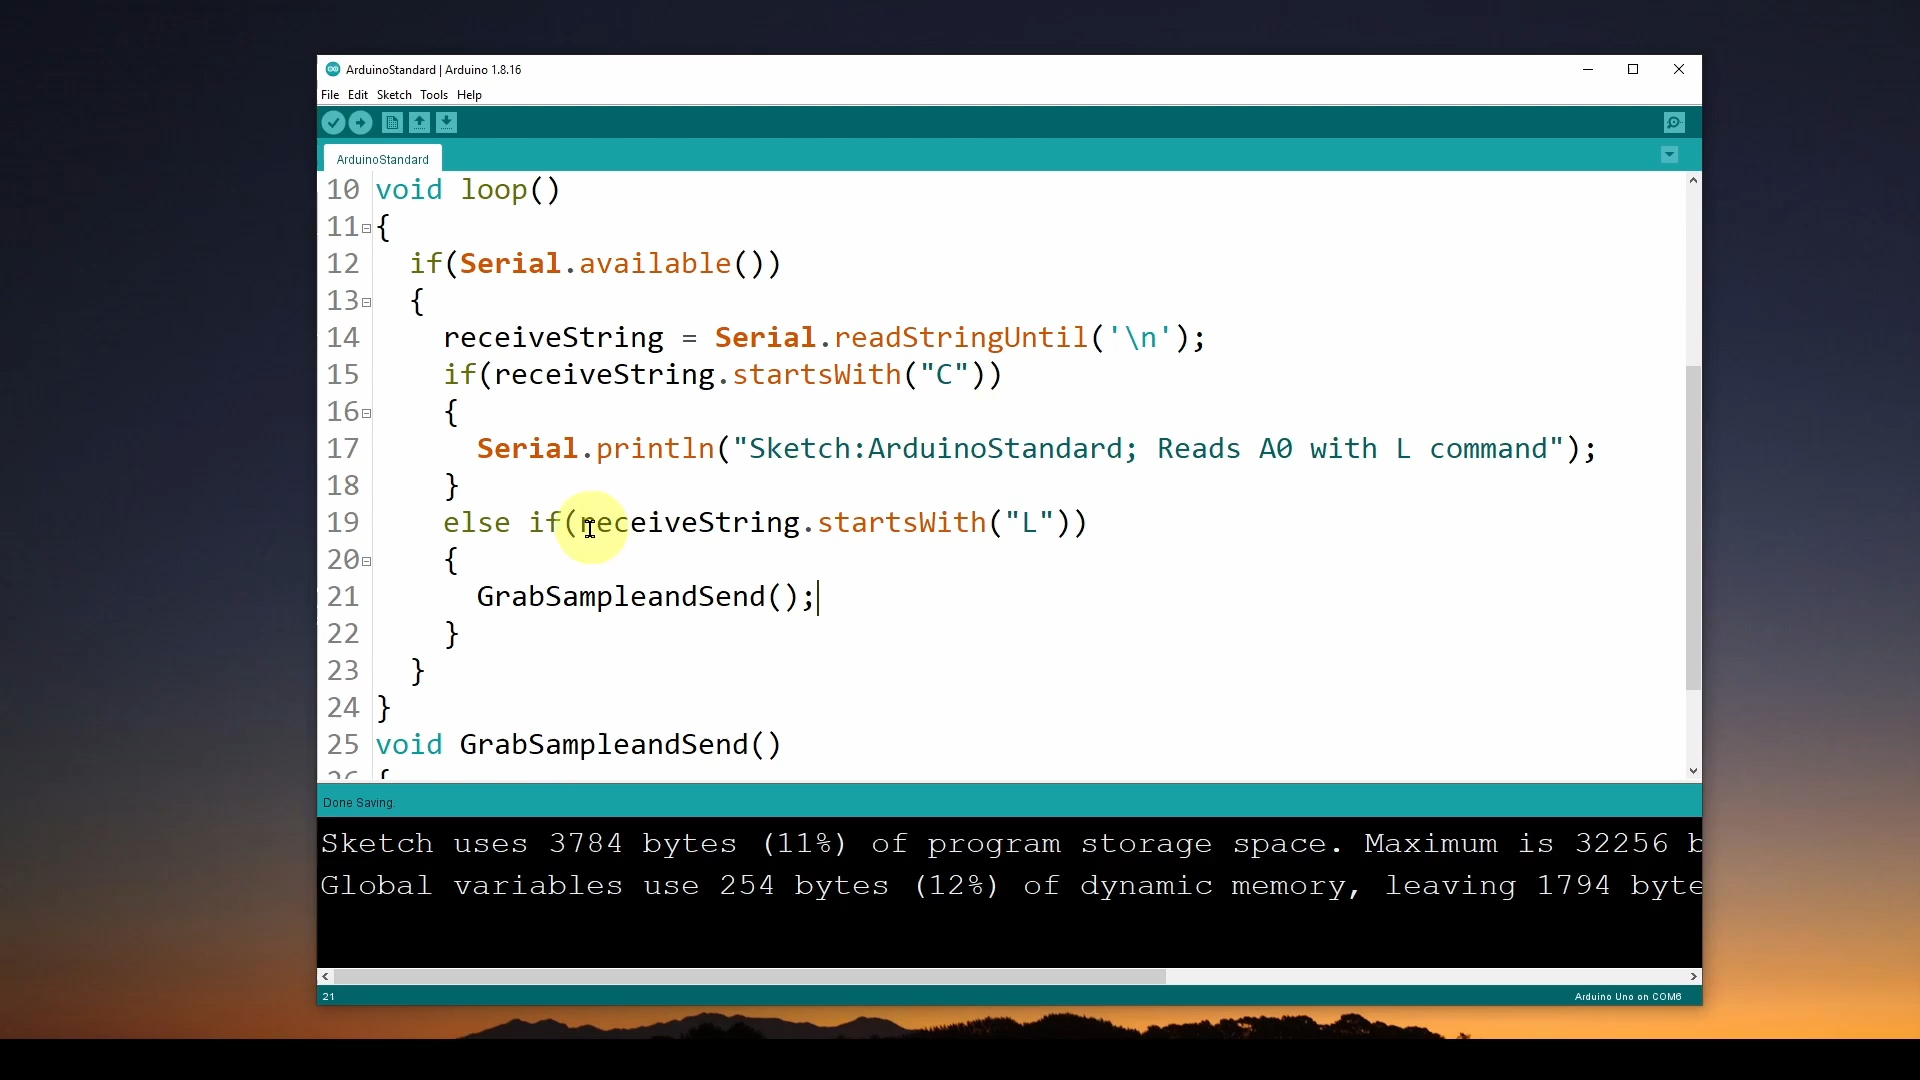 ArduinoStandard | Arduino 1.8.16
File Edit Sketch Tools Help
ArduinoStandard
10 void loop()
11 {
12 if(Serial.available())
13 {
14 receiveString = Serial.readStringUntil('\n');
15 if(receiveString.startsWith("C"))
16 {
17 Serial.println("Sketch:ArduinoStandard; Reads A0 with L command");
18 }
19 else if(receiveString.startsWith("L"))
20 {
21 GrabSampleandSend();
22 }
23 }
24 }
25 void GrabSampleandSend()
26 {
Done Saving.
Sketch uses 3784 bytes (11%) of program storage space. Maximum is 32256 b
Global variables use 254 bytes (12%) of dynamic memory, leaving 1794 byte
21 Arduino Uno on COM6